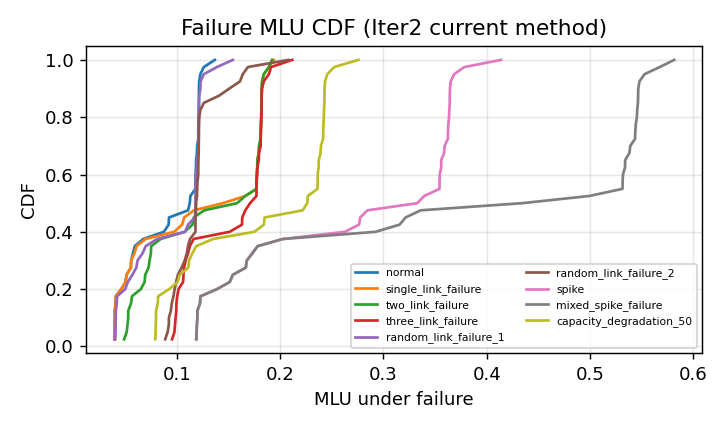 Failure MLU CDF (Iter2 current method)
CDF
1.0
0.8
0.6
0.4
0.2
0.0
normal
single_link_failure
two_link_failure
three_link_failure
random_link_failure_1
random_link_failure_2
spike
mixed_spike_failure
capacity_degradation_50
0.1 0.2 0.3 0.4 0.5 0.6
MLU under failure